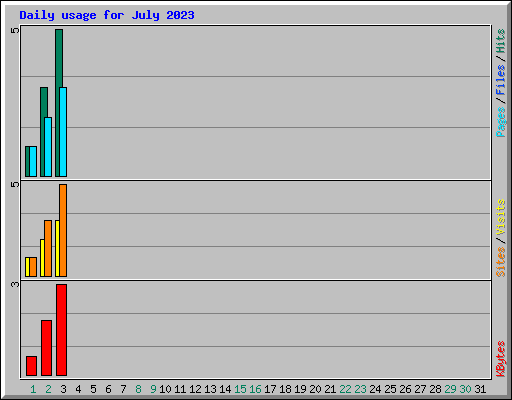 Daily usage for July 2023
5
5
3
Pages/Files/Hits
Sites/Visits
KBytes
1 2 3 4 5 6 7 8 9 10 11 12 13 14 15 16 17 18 19 20 21 22 23 24 25 26 27 28 29 30 31